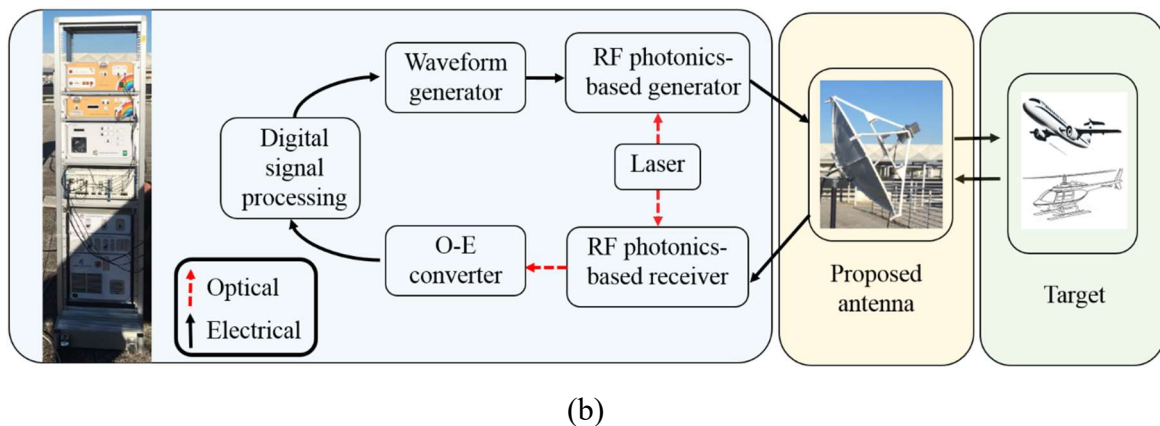 Waveform
generator
RF photonics-
based generator
Digital
signal
processing
Laser
O-E
converter
RF photonics-
based receiver
Optical
Electrical
Proposed
antenna
Target
(b)